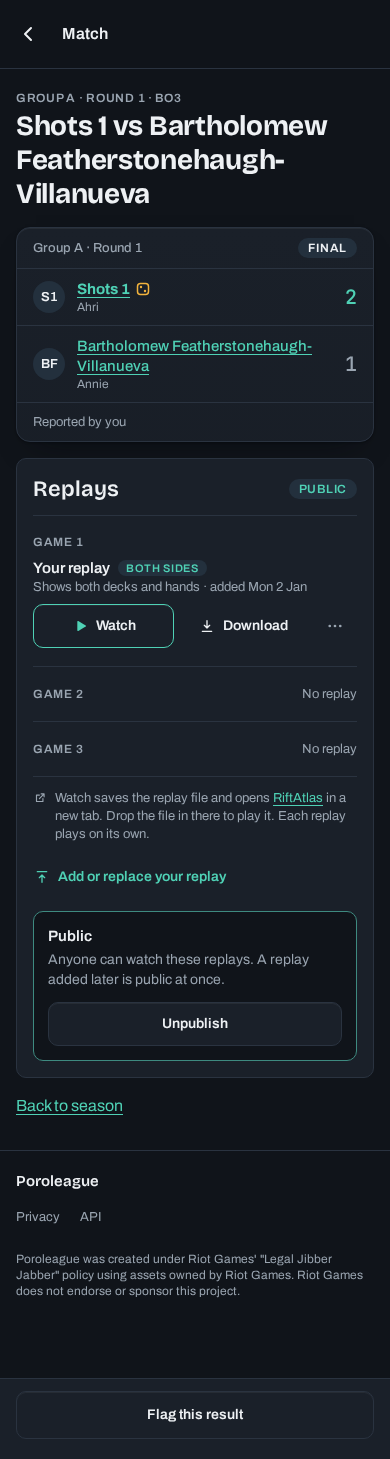 Match
GROUP A · ROUND 1 · BO3
Shots 1 vs Bartholomew
Featherstonehaugh-
Villanueva
Group A · Round 1
FINAL
S1
Shots 1
Ahri
2
BF
Bartholomew Featherstonehaugh-
Villanueva
Annie
1
Reported by you
Replays
PUBLIC
GAME 1
Your replay
BOTH SIDES
Shows both decks and hands · added Mon 2 Jan
Watch
Download
GAME 2
No replay
GAME 3
No replay
Watch saves the replay file and opens RiftAtlas in a
new tab. Drop the file in there to play it. Each replay
plays on its own.
Add or replace your replay
Public
Anyone can watch these replays. A replay
added later is public at once.
Unpublish
Back to season
Poroleague
Privacy
API
Poroleague was created under Riot Games' "Legal Jibber
Jabber" policy using assets owned by Riot Games. Riot Games
does not endorse or sponsor this project.
Flag this result